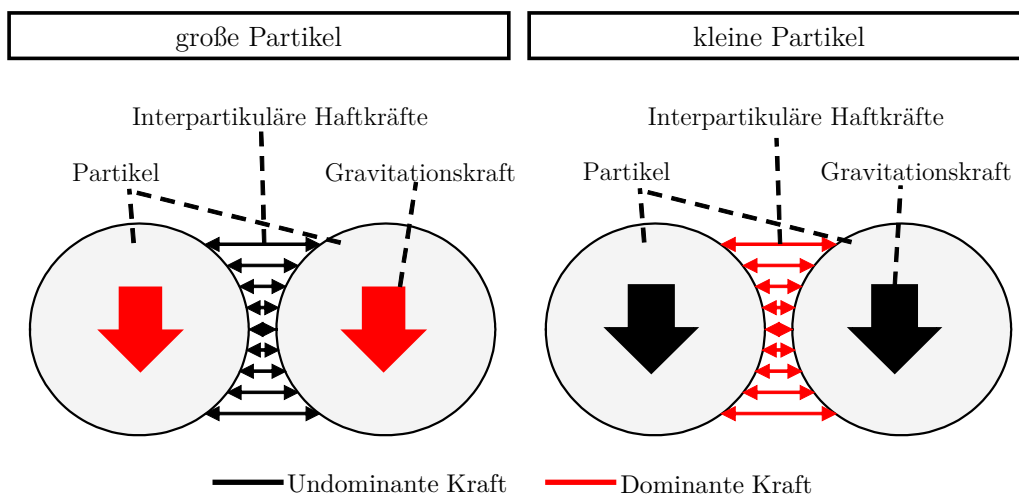 große Partikel
kleine Partikel
Interpartikuläre Haftkräfte
Interpartikuläre Haftkräfte
Partikel
Gravitationskraft
Partikel
Gravitationskraft
Undominante Kraft
Dominante Kraft